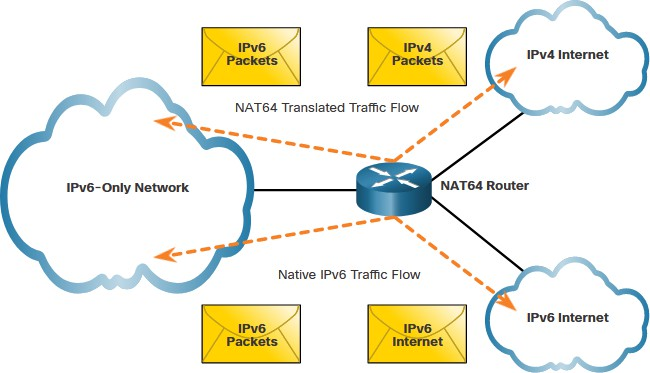 IPv6
Packets
IPv4
Packets
IPv4 Internet
NAT64 Translated Traffic Flow
IPv6-Only Network
NAT64 Router
Native IPv6 Traffic Flow
IPv6 Internet
IPv6
Packets
IPv6
Internet